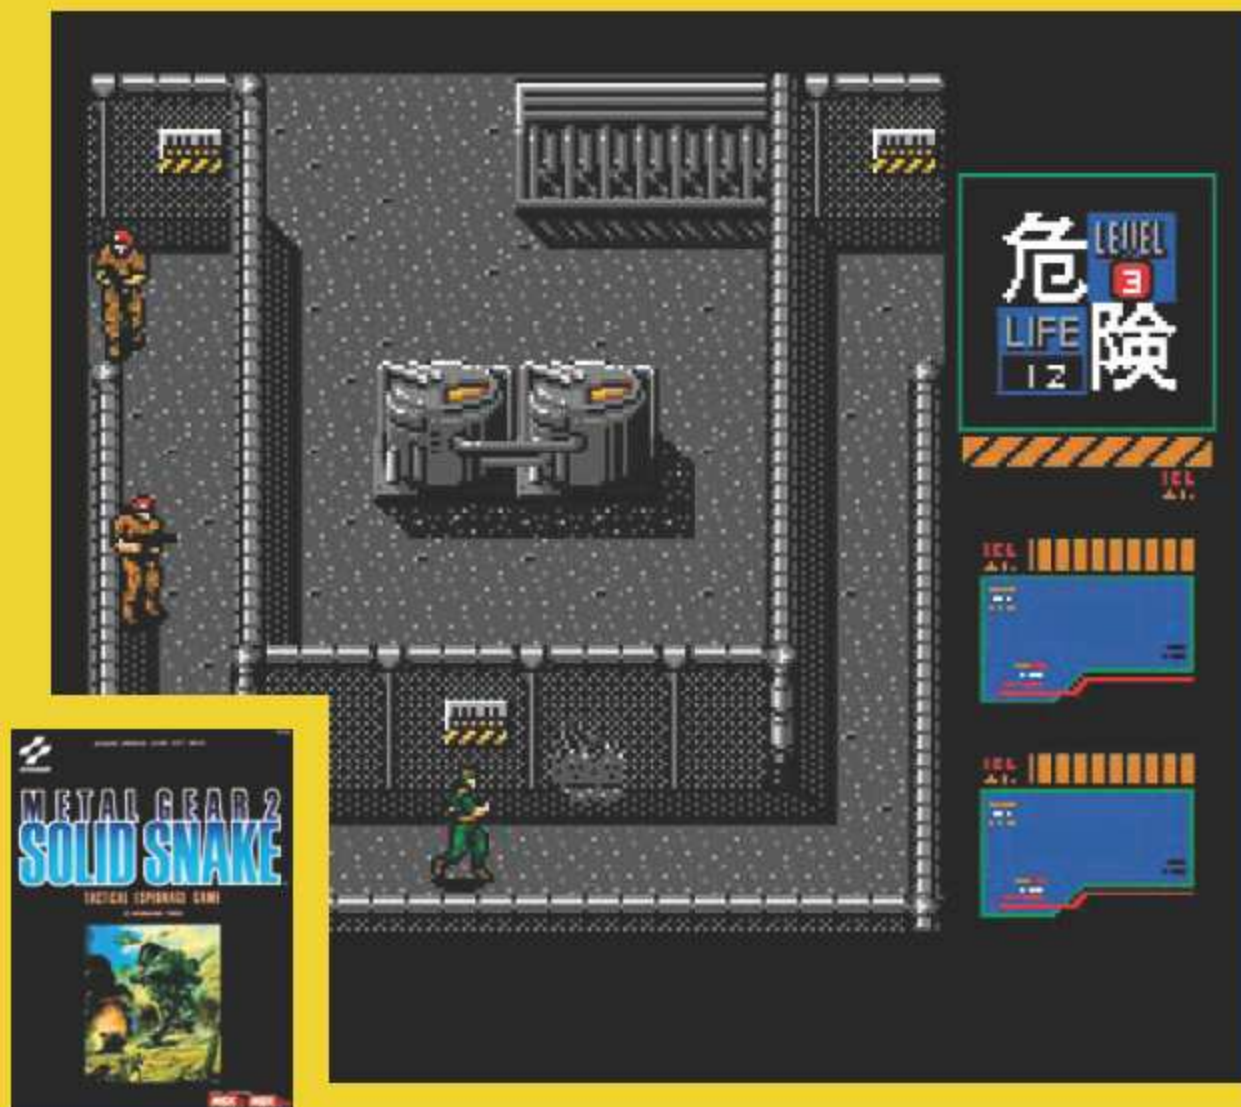 危 LEVEL
3
LIFE 険
12
METAL GEAR 2
SOLID SNAKE
TACTICAL ESPIONAGE GAME